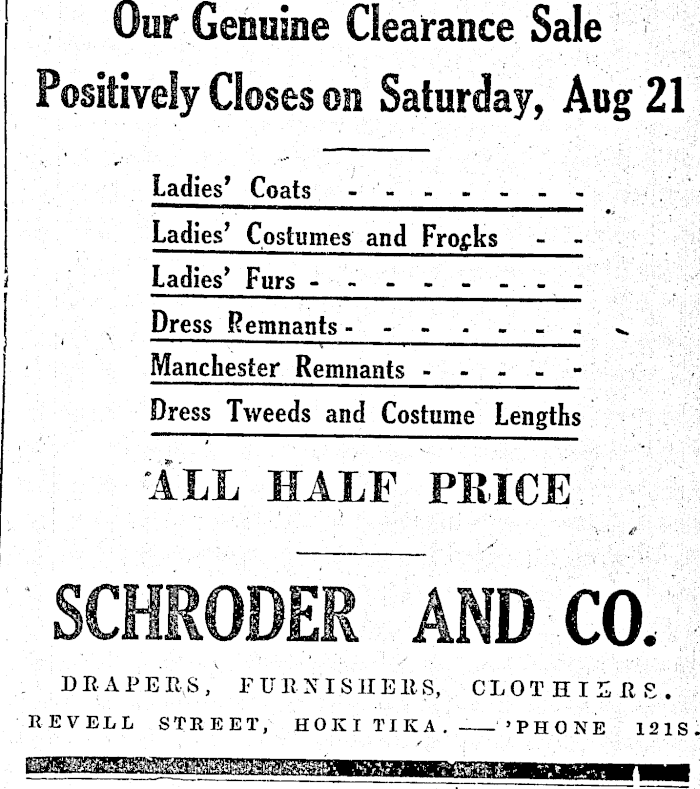 Our Genuine Clearance Sale
Positively Closes on Saturday, Aug 21
Ladies' Coats - - - - - - -
Ladies' Costumes and Frocks - -
Ladies' Furs - - - - - - - -
Dress Remnants - - - - - - -
Manchester Remnants - - - - -
Dress Tweeds and Costume Lengths
ALL HALF PRICE
SCHRODER AND CO.
DRAPERS, FURNISHERS, CLOTHIERS.
REVELL STREET, HOKITIKA. — 'PHONE 121S.